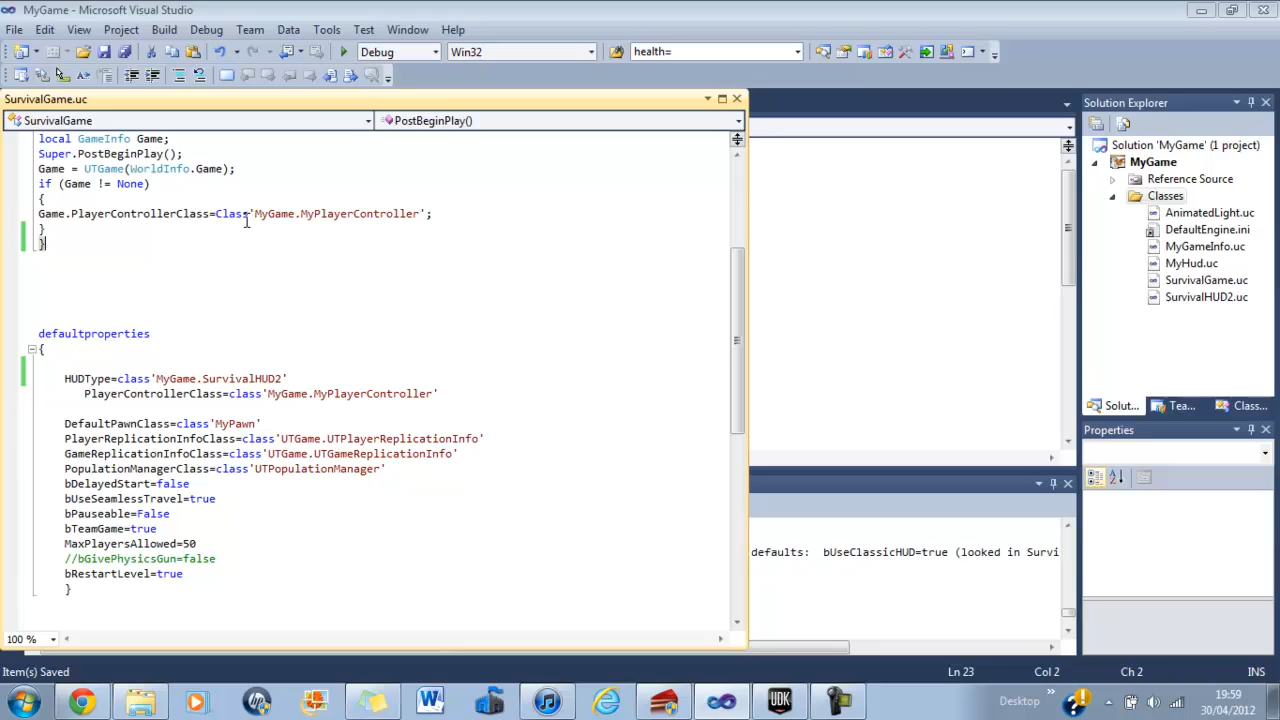 MyGame - Microsoft Visual Studio
File Edit View Project Build Debug Team Data Tools Test Window Help
Debug Win32 health=
SurvivalGame.uc
SurvivalGame PostBeginPlay()
local GameInfo Game;
Super.PostBeginPlay();
Game = UTGame(WorldInfo.Game);
if (Game != None)
{
Game.PlayerControllerClass=Class'MyGame.MyPlayerController';
}
}
defaultproperties
{
HUDType=class'MyGame.SurvivalHUD2'
PlayerControllerClass=class'MyGame.MyPlayerController'
DefaultPawnClass=class'MyPawn'
PlayerReplicationInfoClass=class'UTGame.UTPlayerReplicationInfo'
GameReplicationInfoClass=class'UTGame.UTGameReplicationInfo'
PopulationManagerClass=class'UTPopulationManager'
bDelayedStart=false
bUseSeamlessTravel=true
bPauseable=False
bTeamGame=true
MaxPlayersAllowed=50
//bGivePhysicsGun=false
bRestartLevel=true
}
100 %
defaults: bUseClassicHUD=true (looked in Survi
Solution Explorer
Solution 'MyGame' (1 project)
MyGame
Reference Source
Classes
AnimatedLight.uc
DefaultEngine.ini
MyGameInfo.uc
MyHud.uc
SurvivalGame.uc
SurvivalHUD2.uc
Solut... Tea... Class...
Properties
Item(s) Saved Ln 23 Col 2 Ch 2 INS
Desktop
19:59
30/04/2012
UDK